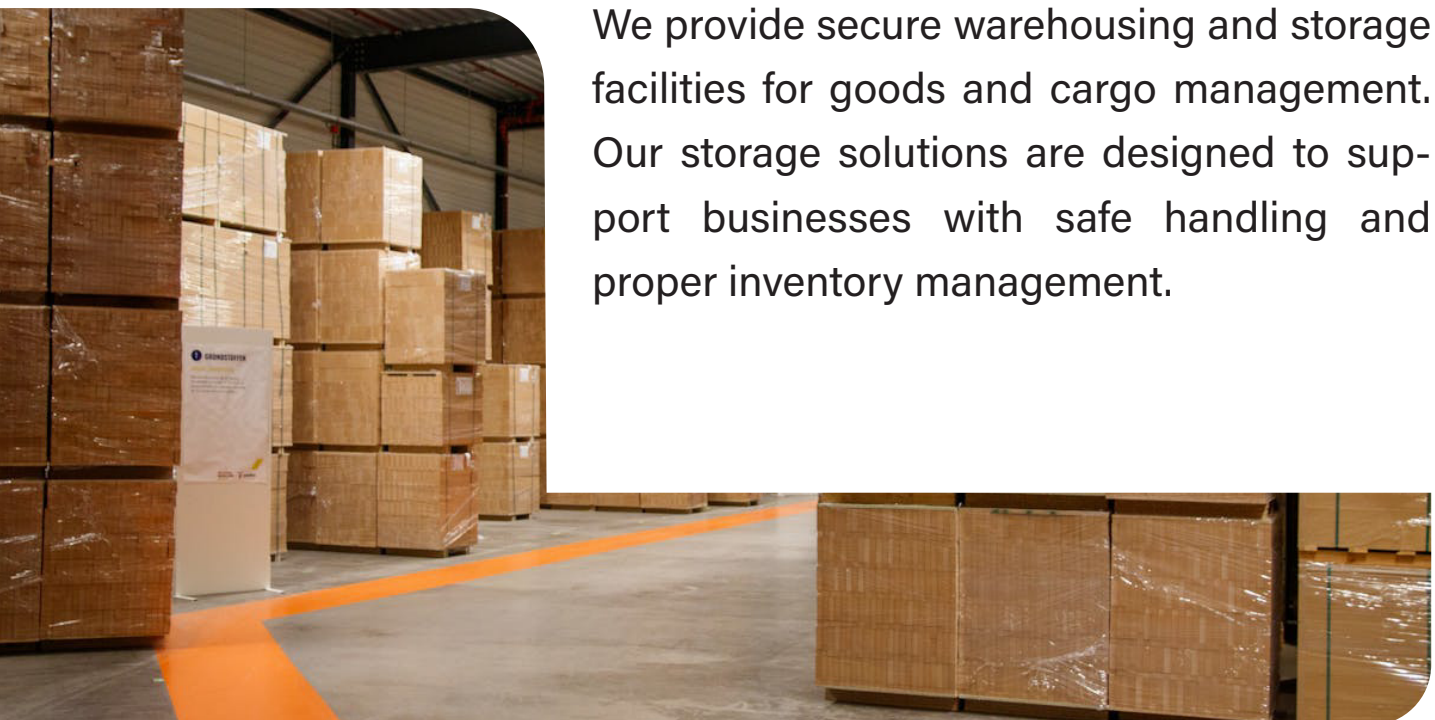 We provide secure warehousing and storage
facilities for goods and cargo management.
Our storage solutions are designed to sup-
port businesses with safe handling and
proper inventory management.
GRONDSTOFFEN